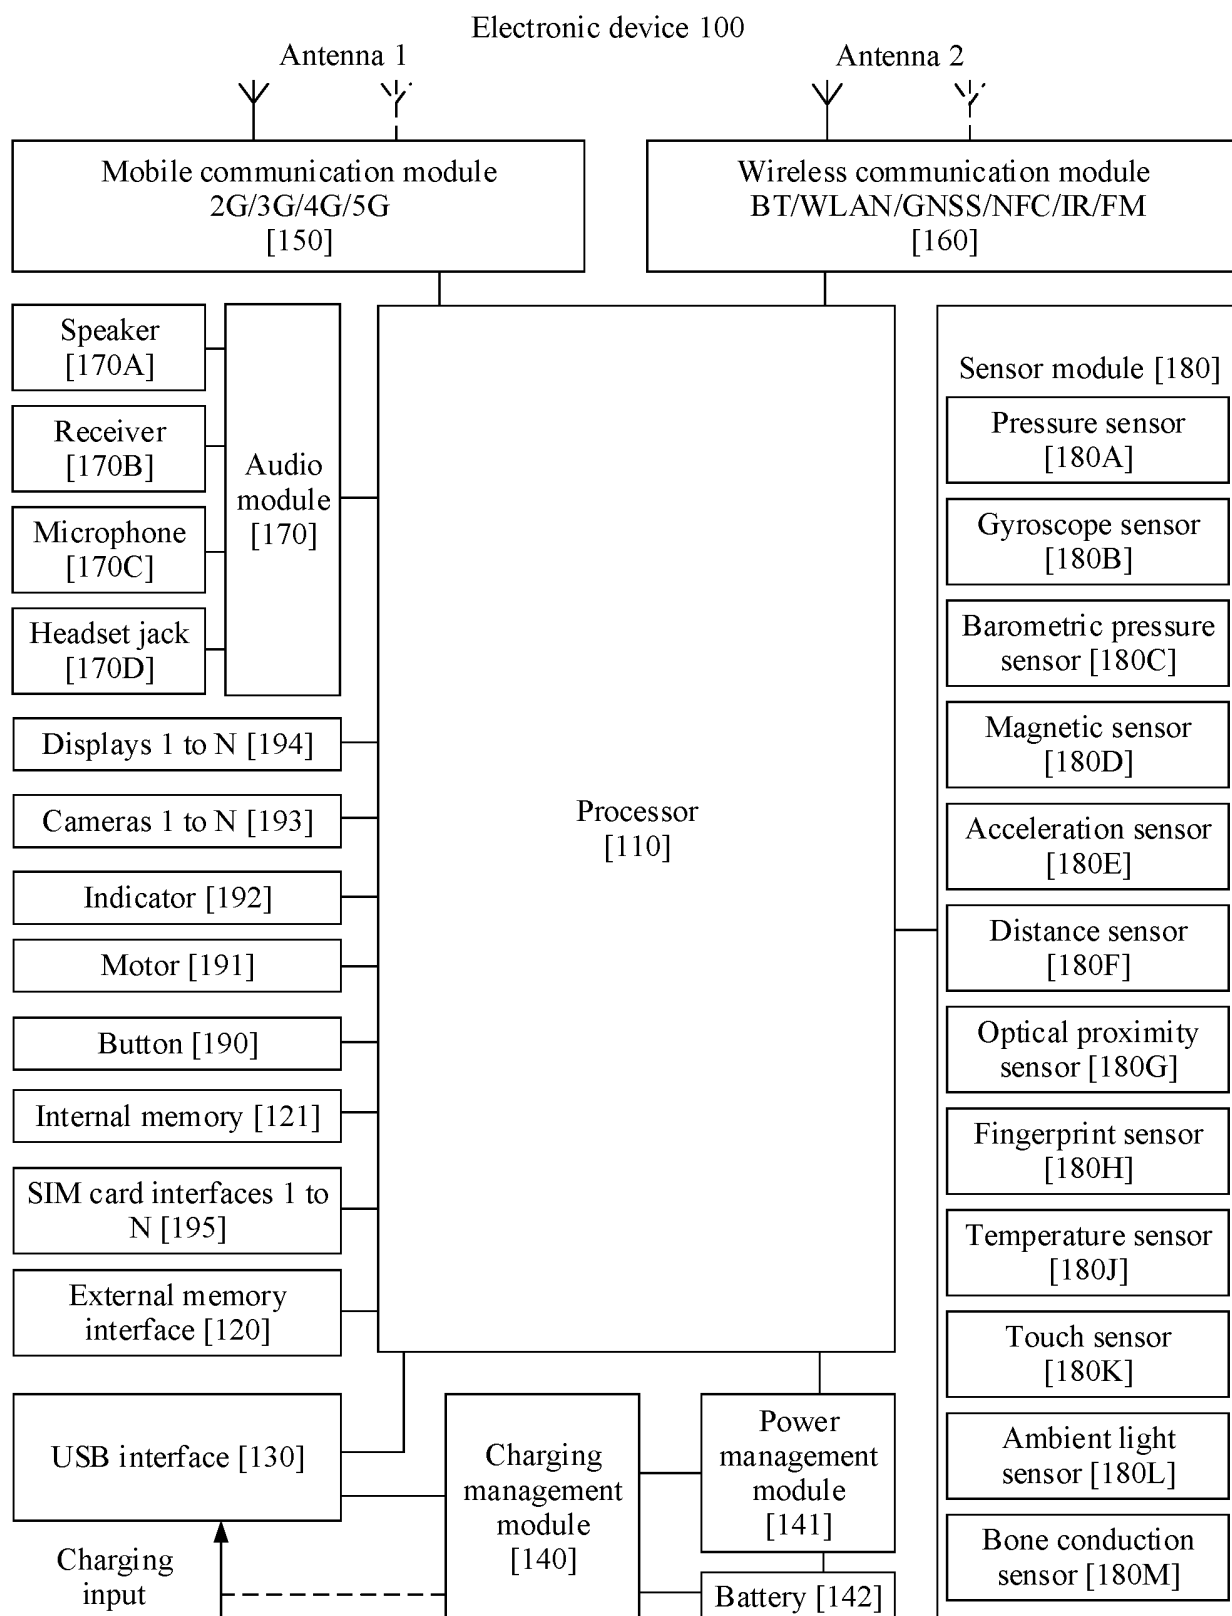 Electronic device 100
Antenna 1
Antenna 2
Mobile communication module
2G/3G/4G/5G
[150]
Wireless communication module
BT/WLAN/GNSS/NFC/IR/FM
[160]
Speaker
[170A]
Receiver
[170B]
Microphone
[170C]
Headset jack
[170D]
Audio
module
[170]
Displays 1 to N [194]
Cameras 1 to N [193]
Indicator [192]
Motor [191]
Button [190]
Internal memory [121]
SIM card interfaces 1 to
N [195]
External memory
interface [120]
Processor
[110]
Sensor module [180]
Pressure sensor
[180A]
Gyroscope sensor
[180B]
Barometric pressure
sensor [180C]
Magnetic sensor
[180D]
Acceleration sensor
[180E]
Distance sensor
[180F]
Optical proximity
sensor [180G]
Fingerprint sensor
[180H]
Temperature sensor
[180J]
Touch sensor
[180K]
Ambient light
sensor [180L]
Bone conduction
sensor [180M]
USB interface [130]
Charging
input
Charging
management
module
[140]
Power
management
module
[141]
Battery [142]